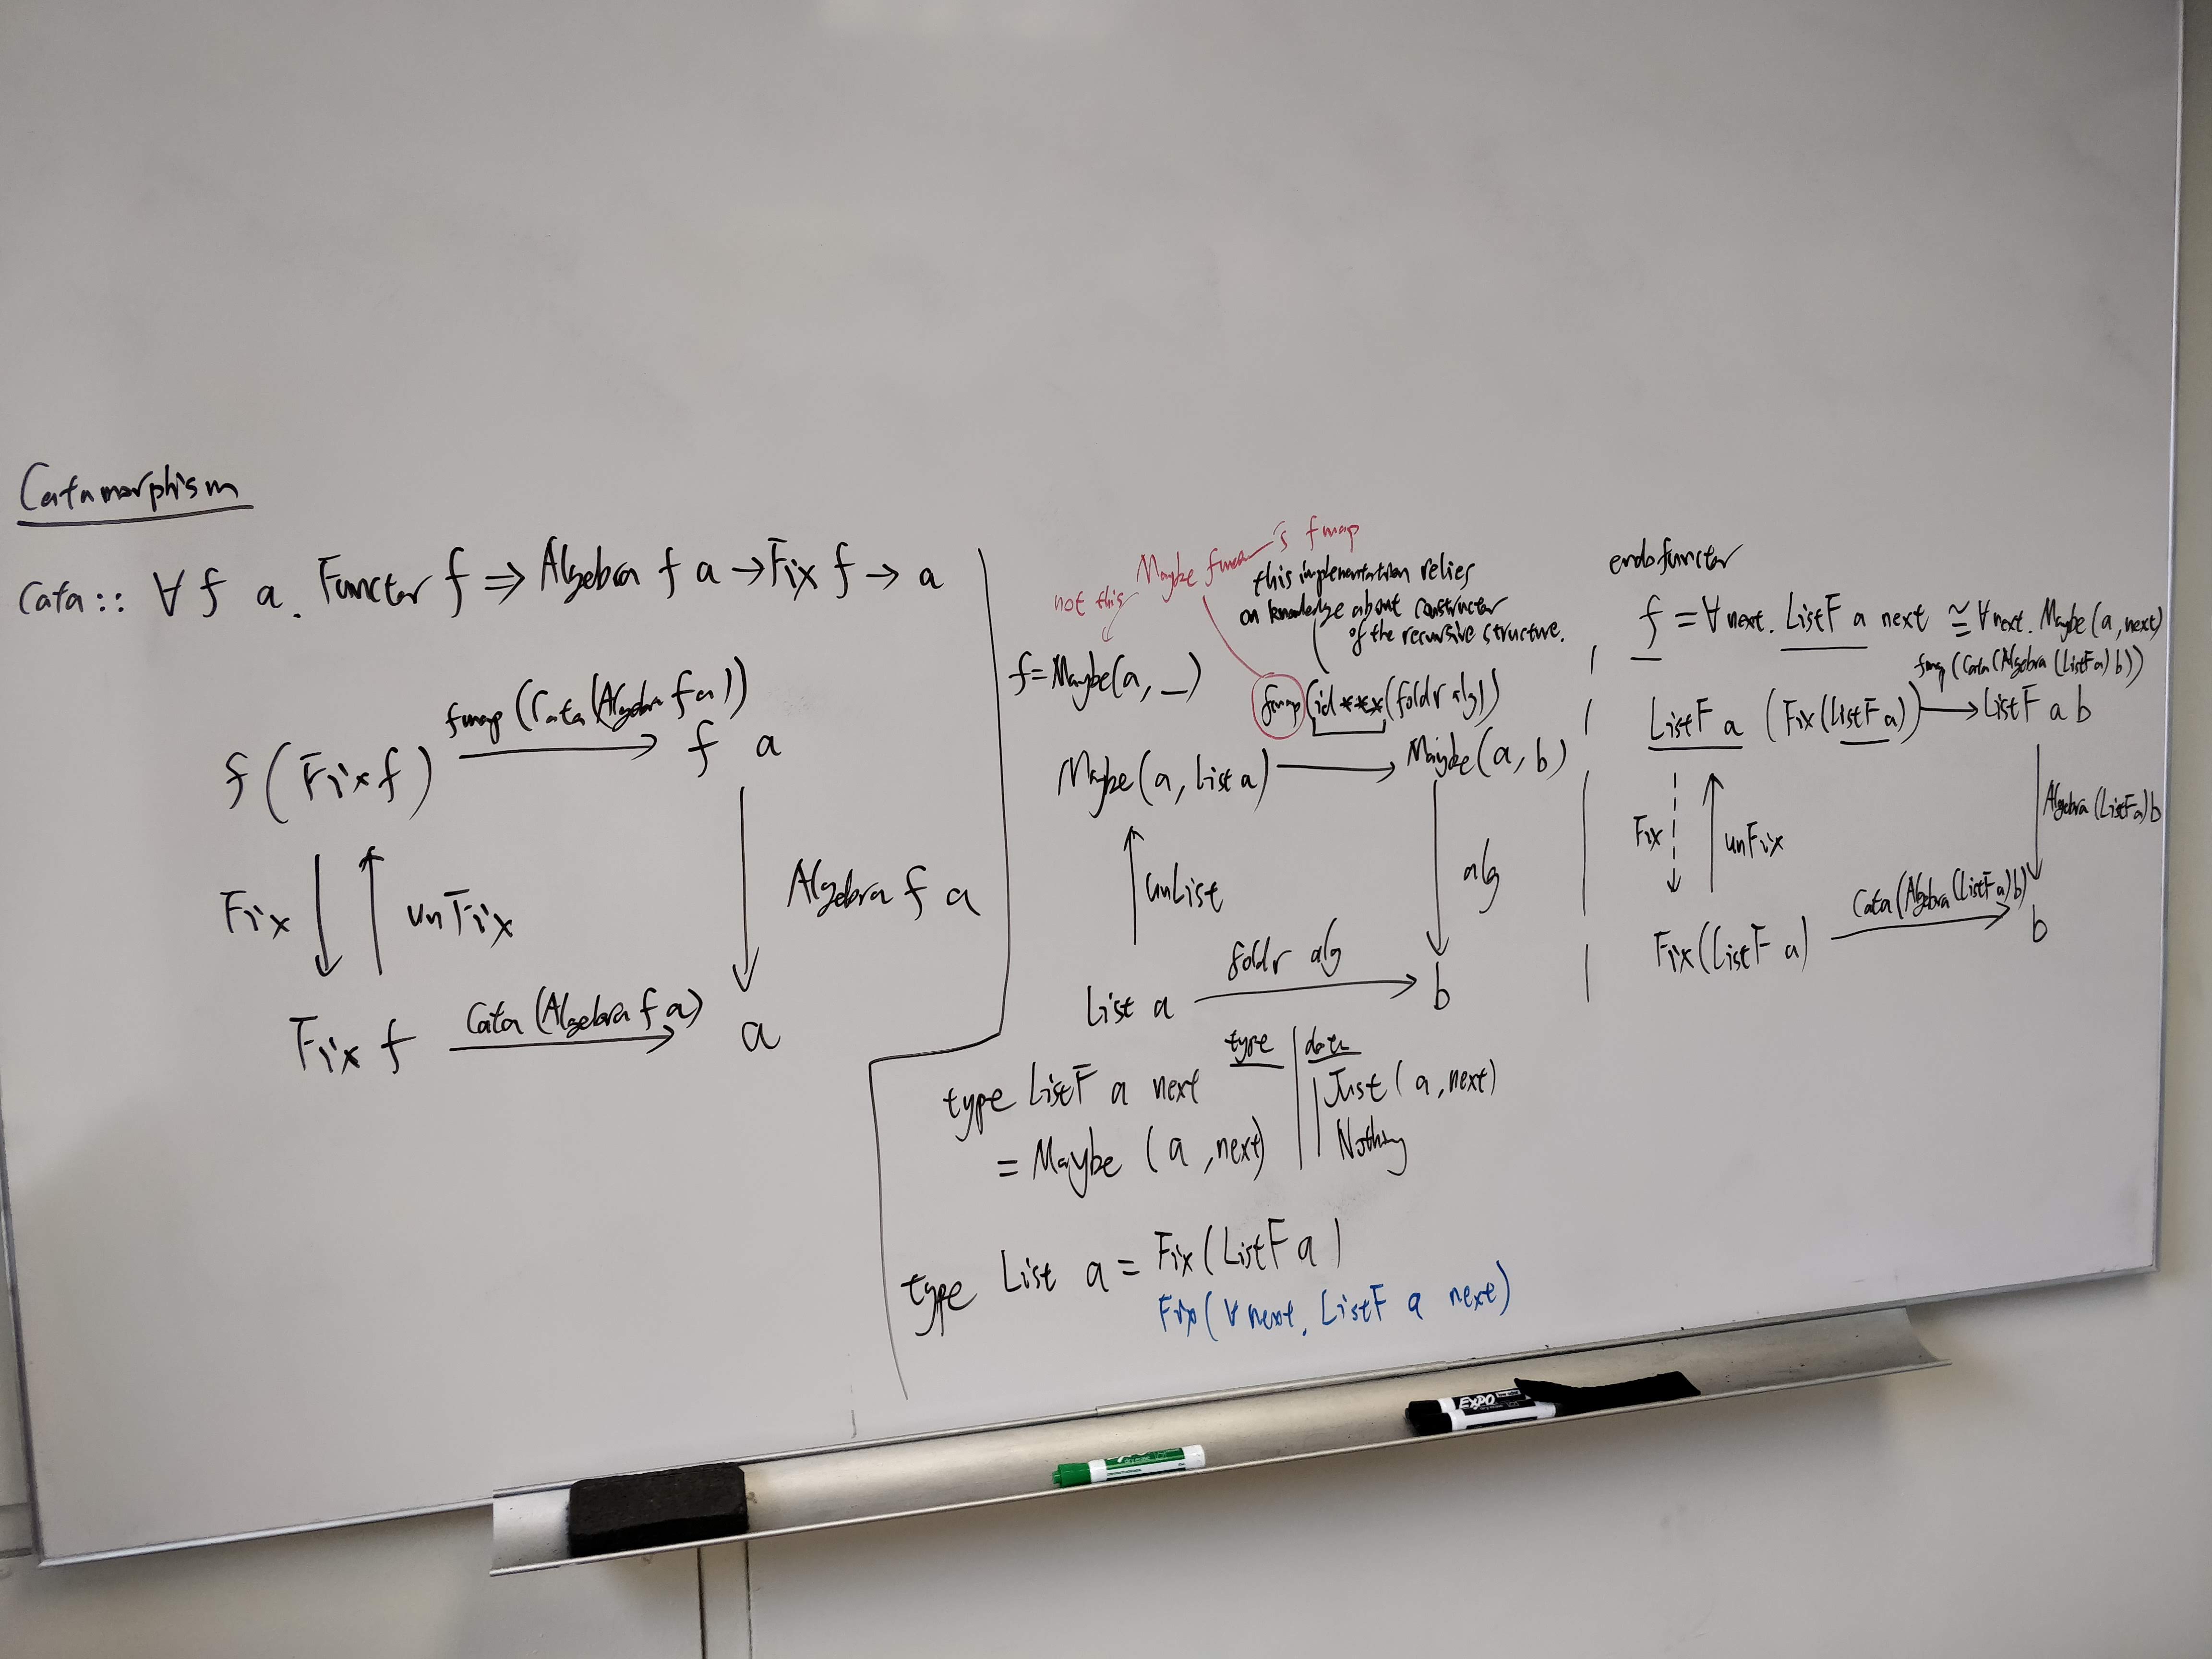 Catamorphism
Cata :: ∀ f a. Functor f ⇒ Algebra f a → Fix f → a
fmap (Cata (Algebra f a))
f (Fix f)
f a
Fix
unFix
Algebra f a
Fix f
Cata (Algebra f a)
a
Maybe functor's fmap
not this
this implementation relies
on knowledge about constructor
of the recursive structure.
f = Maybe (a, _)
fmap (id *** (foldr alg))
Maybe (a, List a)
Maybe (a, b)
unList
alg
foldr alg
List a
b
type ListF a next
= Maybe (a, next)
type
data
Just (a, next)
Nothing
type List a = Fix (ListF a)
Fix (∀ next. ListF a next)
endofunctor
f = ∀ next. ListF a next ≅ ∀ next. Maybe (a, next)
fmap (Cata (Algebra (ListF a) b))
ListF a (Fix (ListF a))
ListF a b
Fix
unFix
Algebra (ListF a) b
Cata (Algebra (ListF a) b)
Fix (ListF a)
b
EXPO